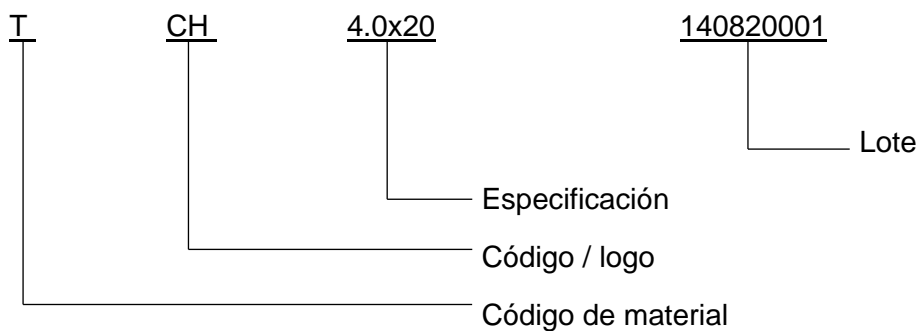 T CH 4.0x20 140820001
Lote
Especificación
Código / logo
Código de material